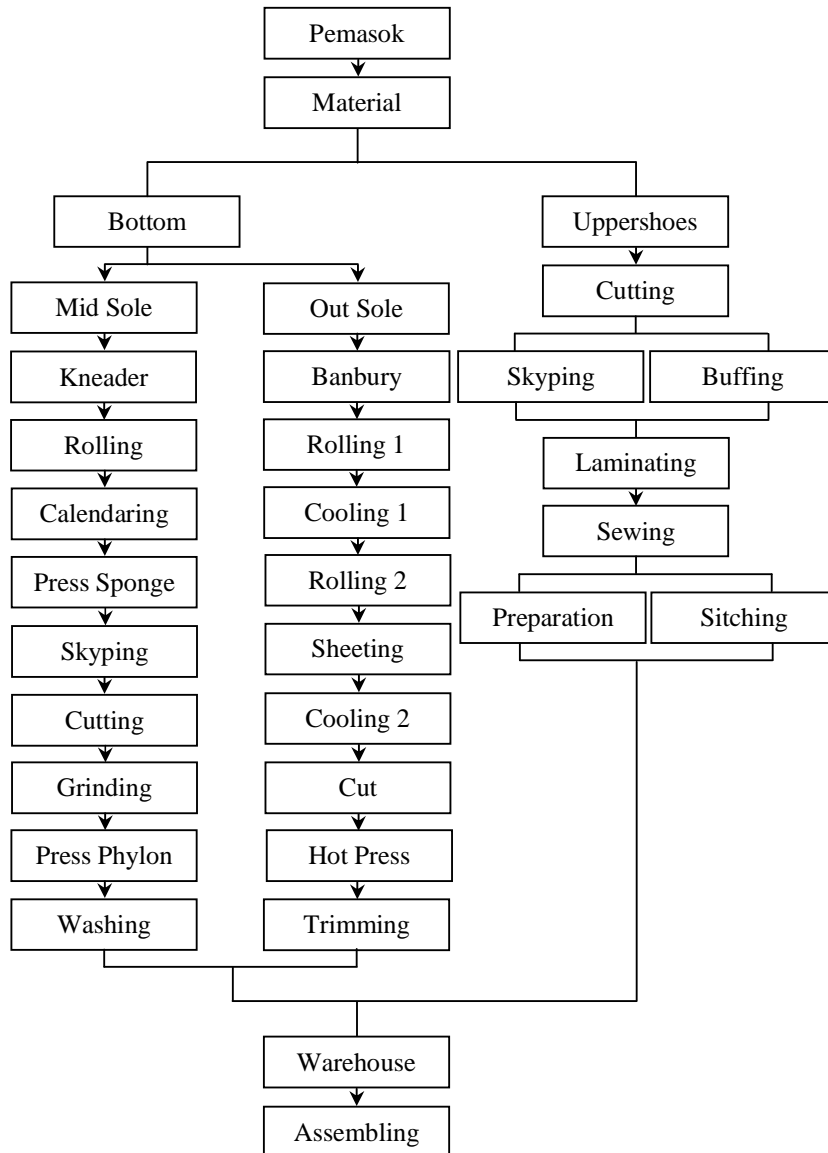 Pemasok
Material
Bottom
Uppershoes
Mid Sole
Out Sole
Cutting
Kneader
Banbury
Skyping
Buffing
Rolling
Rolling 1
Laminating
Calendaring
Cooling 1
Sewing
Press Sponge
Rolling 2
Preparation
Sitching
Skyping
Sheeting
Cutting
Cooling 2
Grinding
Cut
Press Phylon
Hot Press
Washing
Trimming
Warehouse
Assembling